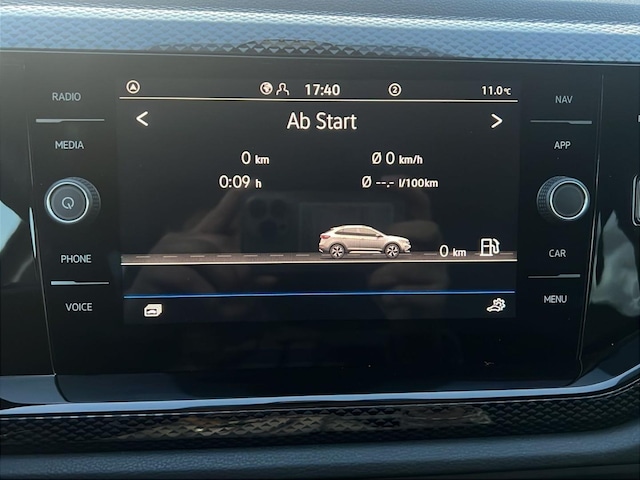 RADIO
MEDIA
PHONE
VOICE
17:40
2
11.0°C
< Ab Start >
0 km Ø 0 km/h
0:09 h Ø --.- l/100km
0 km
NAV
APP
CAR
MENU